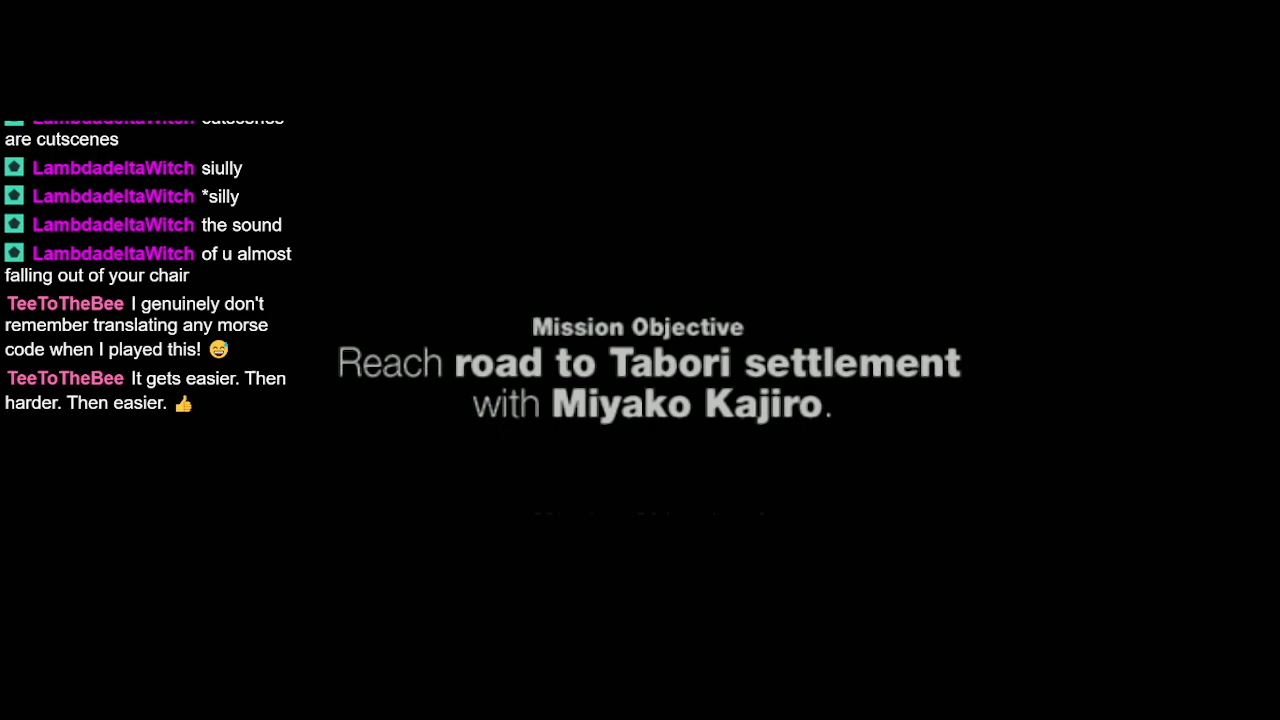 LambdadeltaWitch cutscenes
are cutscenes
LambdadeltaWitch siully
LambdadeltaWitch *silly
LambdadeltaWitch the sound
LambdadeltaWitch of u almost
falling out of your chair
TeeToTheBee I genuinely don't
remember translating any morse
code when I played this! 😅
TeeToTheBee It gets easier. Then
harder. Then easier. 👍
Mission Objective
Reach road to Tabori settlement
with Miyako Kajiro.